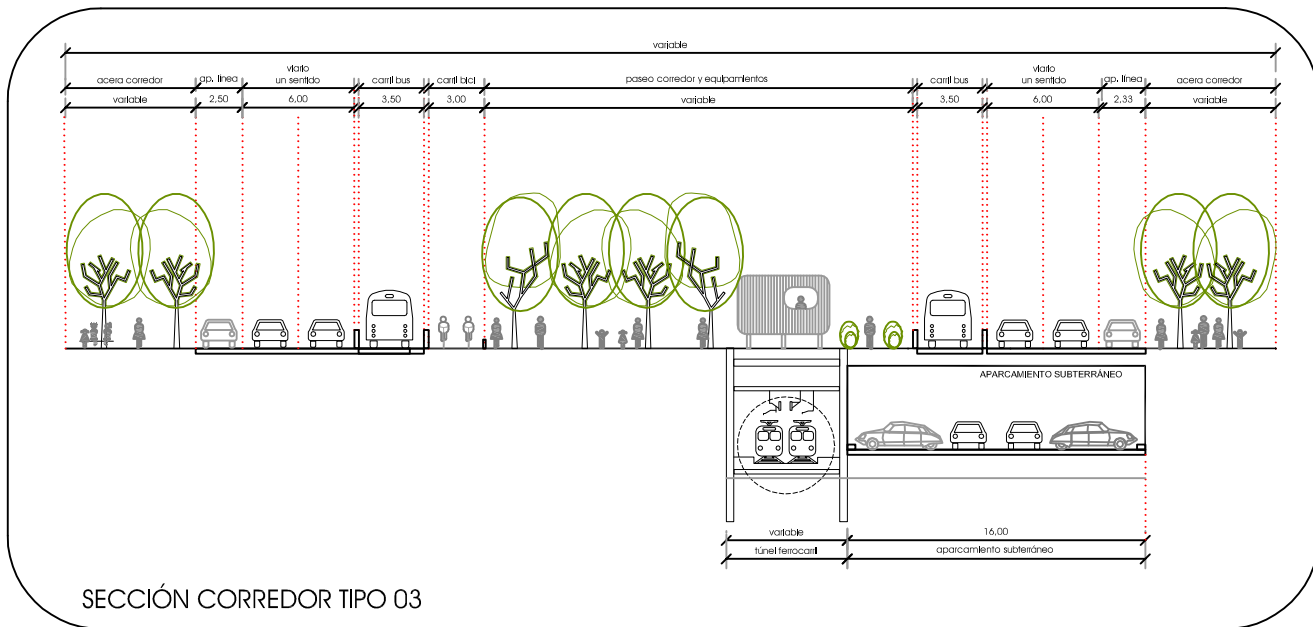 variable
acera corredor
ap. línea
viario
un sentido
carril bus
carril bici
paseo corredor y equipamientos
carril bus
viario
un sentido
ap. línea
acera corredor
variable
2,50
6,00
3,50
3,00
variable
3,50
6,00
2,33
variable
APARCAMIENTO SUBTERRÁNEO
variable
16,00
túnel ferrocarril
aparcamiento subterráneo
SECCIÓN CORREDOR TIPO 03